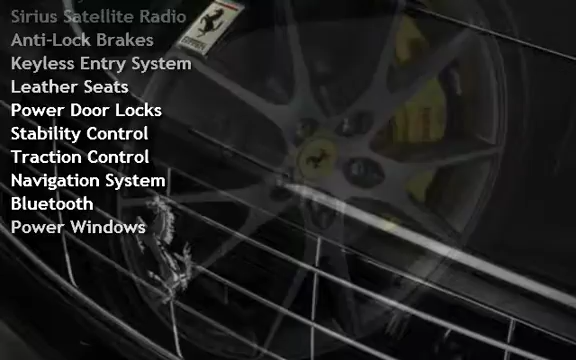 Sirius Satellite Radio
Anti-Lock Brakes
Keyless Entry System
Leather Seats
Power Door Locks
Stability Control
Traction Control
Navigation System
Bluetooth
Power Windows